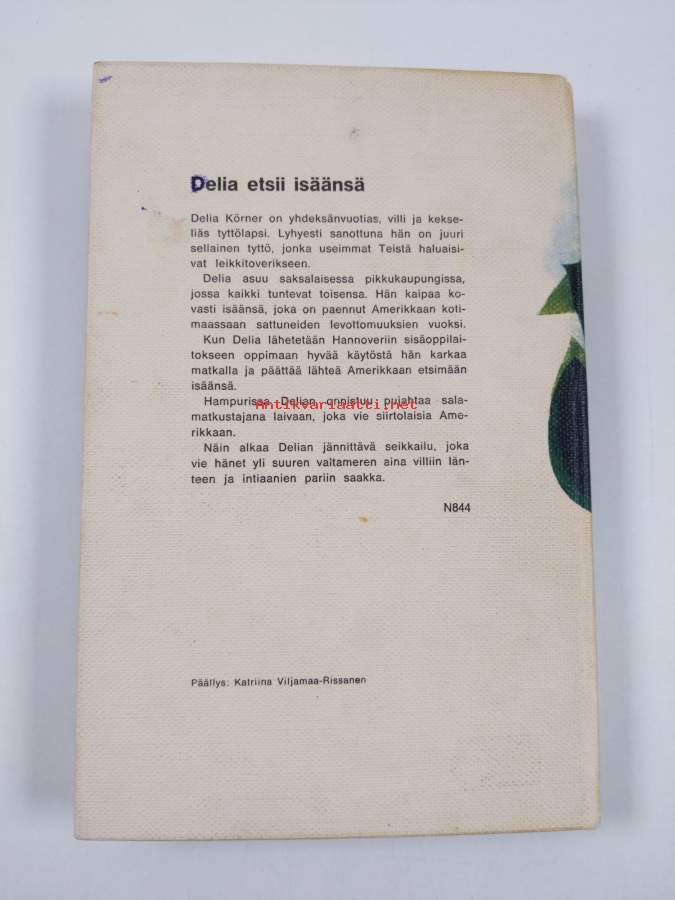 Delia etsii isäänsä
Delia Körner on yhdeksänvuotias, villi ja kekse-
liäs tyttölapsi. Lyhyesti sanottuna hän on juuri
sellainen tyttö, jonka useimmat Teistä haluaisi-
vat leikkitoverikseen.
Delia asuu saksalaisessa pikkukaupungissa,
jossa kaikki tuntevat toisensa. Hän kaipaa ko-
vasti isäänsä, joka on paennut Amerikkaan koti-
maassaan sattuneiden levottomuuksien vuoksi.
Kun Delia lähetetään Hannoveriin sisäoppilai-
tokseen oppimaan hyvää käytöstä hän karkaa
matkalla ja päättää lähteä Amerikkaan etsimään
isäänsä.
Hampurissa Delian onnistuu pujahtaa sala-
Antikvariaatti.net
matkustajana laivaan, joka vie siirtolaisia Ame-
rikkaan.
Näin alkaa Delian jännittävä seikkailu, joka
vie hänet yli suuren valtameren aina villiin län-
teen ja intiaanien pariin saakka.
N844
Päällys: Katriina Viljamaa-Rissanen